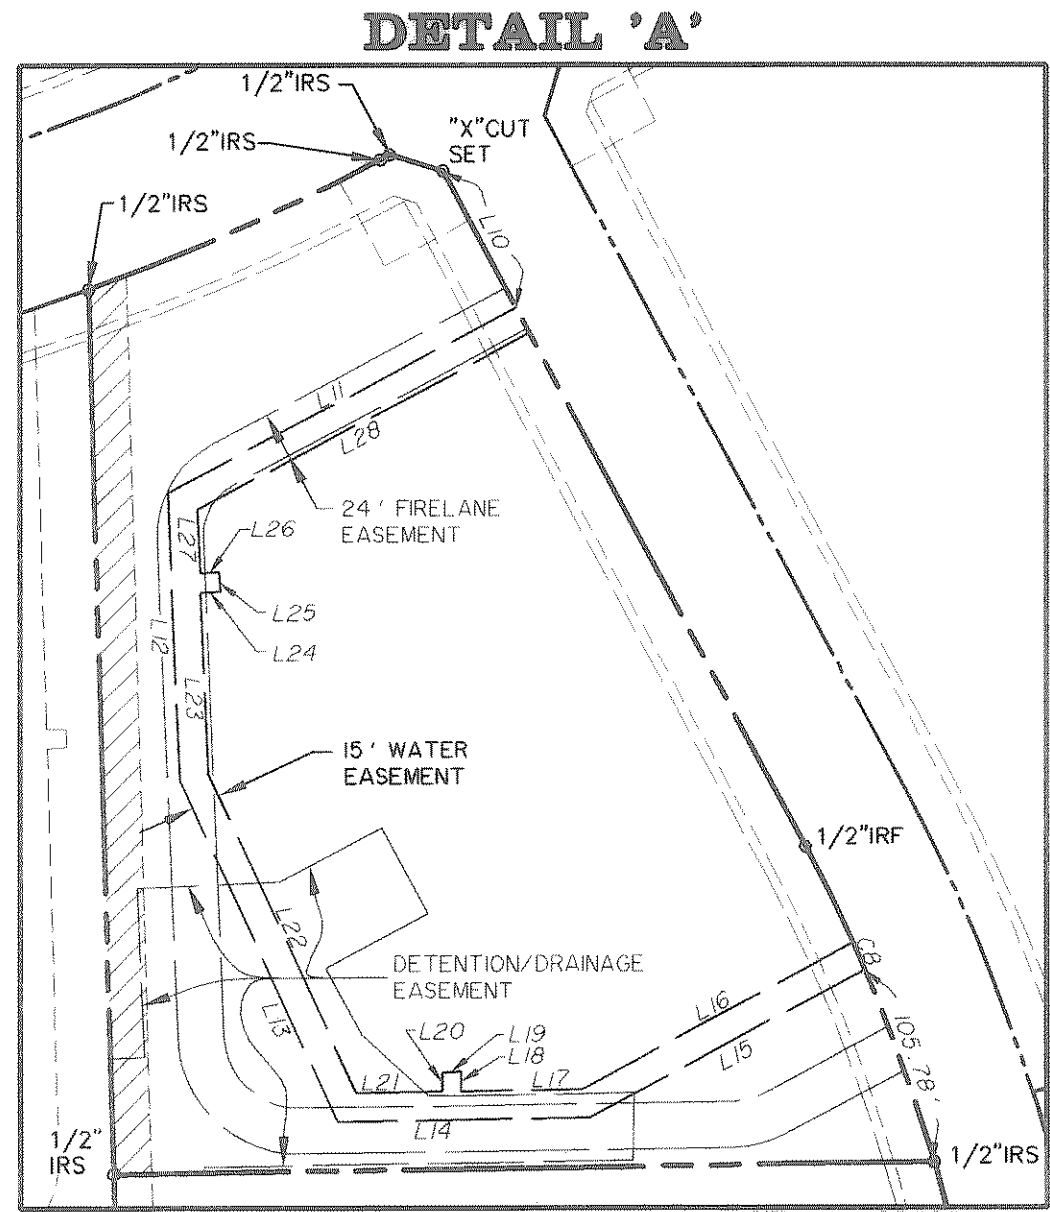 DETAIL 'A'
1/2"IRS
1/2"IRS
"X"CUT
SET
1/2"IRS
L10
L11
L28
24' FIRELANE
EASEMENT
L27
L26
L25
L24
L12
L23
15' WATER
EASEMENT
1/2"IRF
L22
C8
DETENTION/DRAINAGE
EASEMENT
L16
L13
L15
105.78'
L20
L19
L18
L21
L17
L14
1/2"
IRS
1/2"IRS